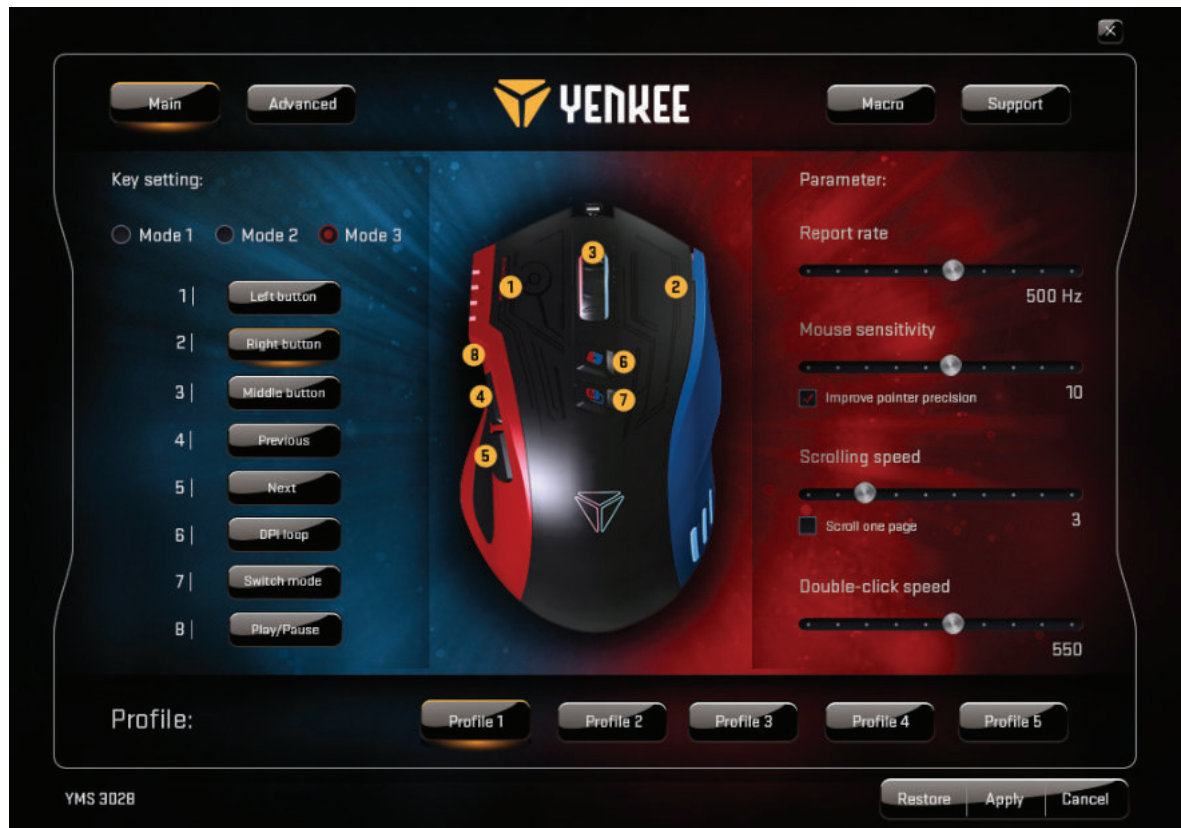 Main Advanced YENKEE Macro Support
Key setting:
Mode 1 Mode 2 Mode 3
1 | Left button
2 | Right button
3 | Middle button
4 | Previous
5 | Next
6 | DPI loop
7 | Switch mode
8 | Play/Pause
3
1 2
8 6
4 7
5
Parameter:
Report rate
500 Hz
Mouse sensitivity
Improve pointer precision 10
Scrolling speed
Scroll one page 3
Double-click speed
550
Profile: Profile 1 Profile 2 Profile 3 Profile 4 Profile 5
YMS 3028 Restore Apply Cancel